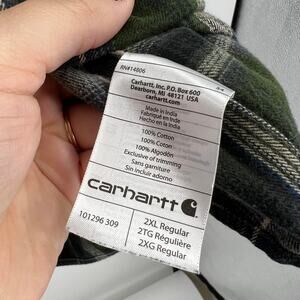 RN#14806
Carhartt, Inc. P.O. Box 600
Dearborn, MI 48121 USA
carhartt.com
Made in India
Fabriqué en Inde
Hecho en la India
100% Cotton
100% Coton
100% Algodón
Exclusive of trimming
Sans garniture
Sin incluir adorno
carhartt
101296 309
2XL Regular
2TG Régulière
2XG Regular